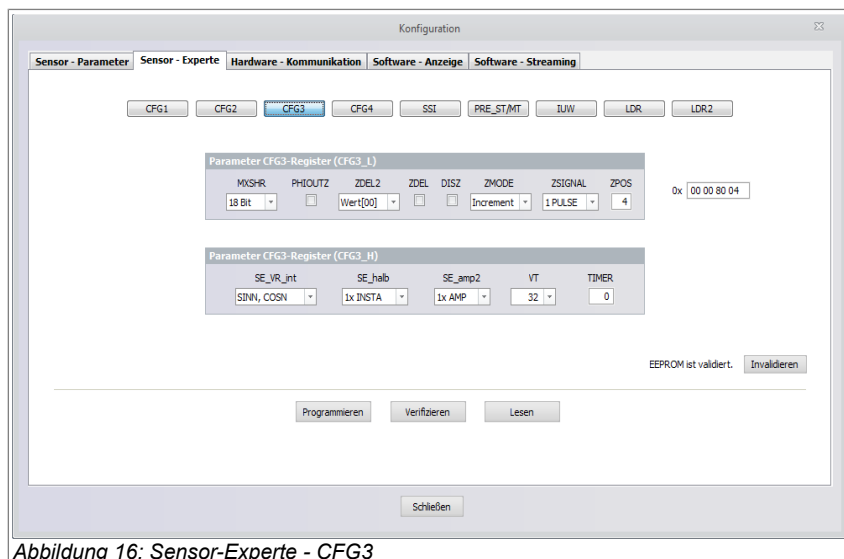 Konfiguration
Sensor - Parameter Sensor - Experte Hardware - Kommunikation Software - Anzeige Software - Streaming
CFG1 CFG2 CFG3 CFG4 SSI PRE_ST/MT IUW LDR LDR2
Parameter CFG3-Register (CFG3_L)
MXSHR PHIOUTZ ZDEL2 ZDEL DISZ ZMODE ZSIGNAL ZPOS
18 Bit Wert[00] Increment 1 PULSE 4
0x 00 00 80 04
Parameter CFG3-Register (CFG3_H)
SE_VR_int SE_halb SE_amp2 VT TIMER
SINN, COSN 1x INSTA 1x AMP 32 0
EEPROM ist validiert. Invalidieren
Programmieren Verifizieren Lesen
Schließen
Abbildung 16: Sensor-Experte - CFG3